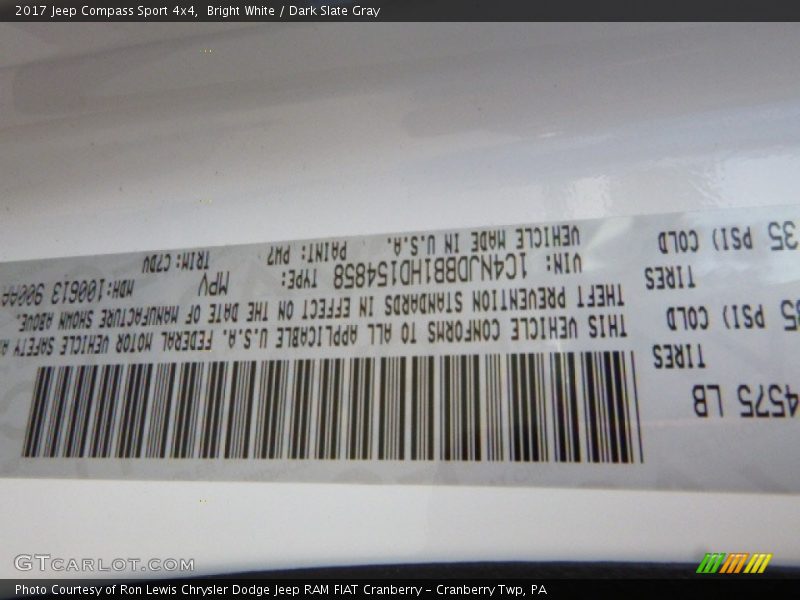 2017 Jeep Compass Sport 4x4,  Bright White / Dark Slate Gray
4575 LB
TIRES
35 PSI) COLD
TIRES
35 PSI) COLD
THIS VEHICLE CONFORMS TO ALL APPLICABLE U.S.A. FEDERAL MOTOR VEHICLE SAFETY
THEFT PREVENTION STANDARDS IN EFFECT ON THE DATE OF MANUFACTURE SHOWN ABOVE.
VIN: 1C4NJDBB1HD154858 TYPE: MPV MDH:100613 900AA
VEHICLE MADE IN U.S.A. PAINT: PW7 TRIM: C7DV
GTCARLOT.COM
Photo Courtesy of Ron Lewis Chrysler Dodge Jeep RAM FIAT Cranberry – Cranberry Twp, PA